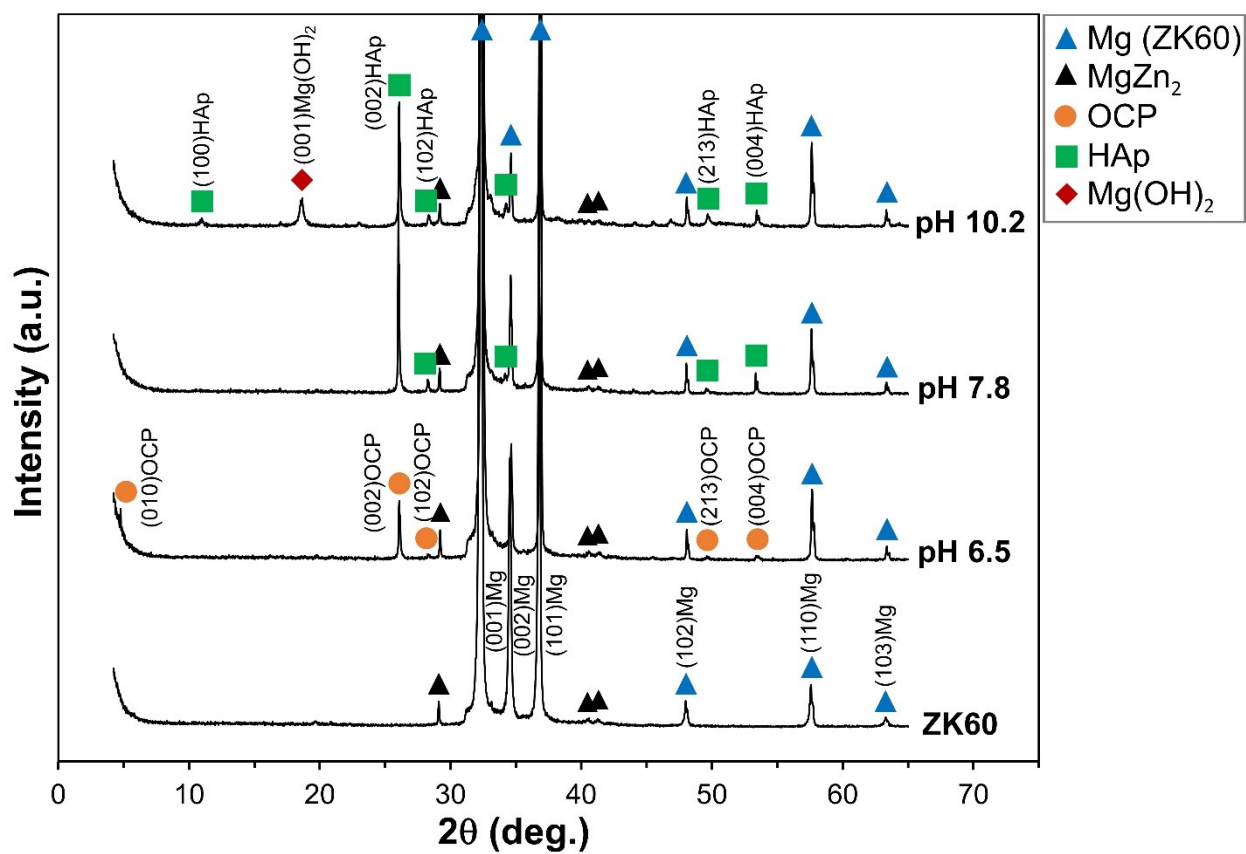 Mg (ZK60)
MgZn₂
OCP
HAp
Mg(OH)₂
(100)HAp
(001)Mg(OH)₂
(002)HAp
(102)HAp
(213)HAp
(004)HAp
pH 10.2
pH 7.8
(010)OCP
(002)OCP
(102)OCP
(213)OCP
(004)OCP
pH 6.5
(001)Mg
(002)Mg
(101)Mg
(102)Mg
(110)Mg
(103)Mg
ZK60
Intensity (a.u.)
0 10 20 30 40 50 60 70
2θ (deg.)